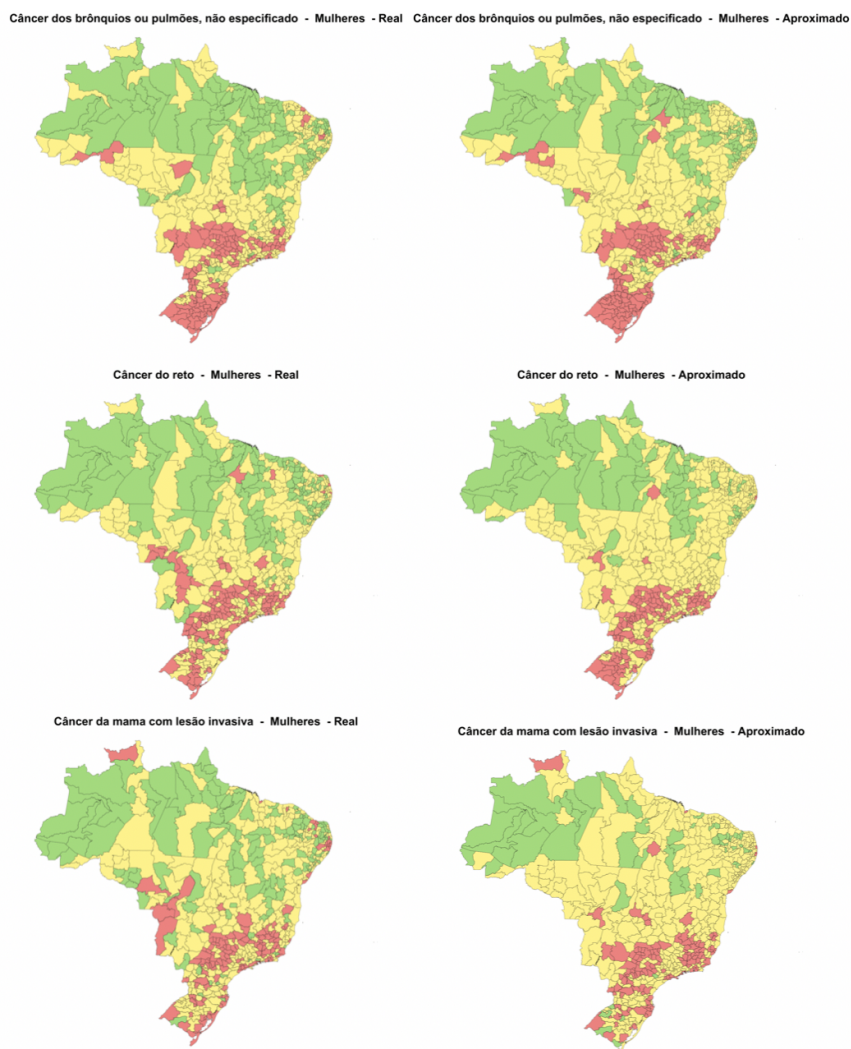 Câncer dos brônquios ou pulmões, não especificado - Mulheres - Real
Câncer dos brônquios ou pulmões, não especificado - Mulheres - Aproximado
Câncer do reto - Mulheres - Real
Câncer do reto - Mulheres - Aproximado
Câncer da mama com lesão invasiva - Mulheres - Real
Câncer da mama com lesão invasiva - Mulheres - Aproximado